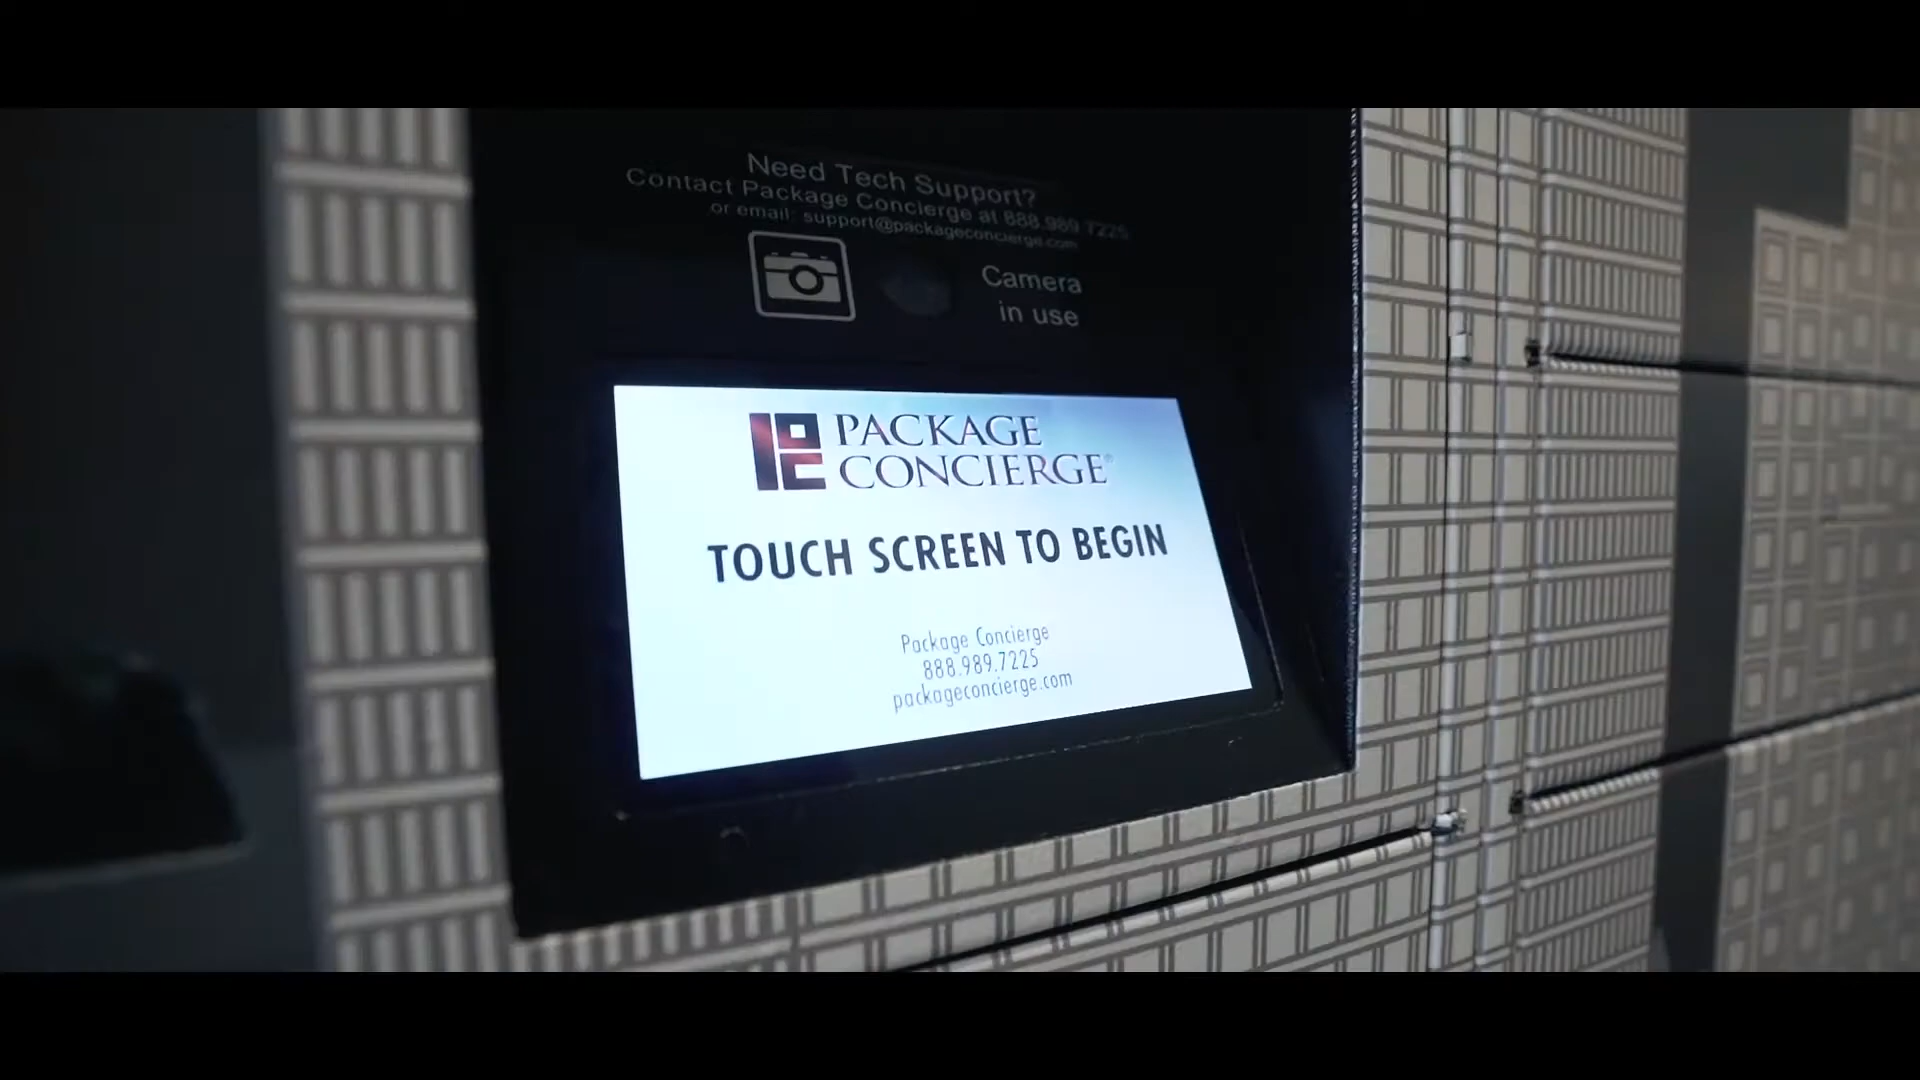 Need Tech Support?
Contact Package Concierge at 888.989.7225
or email: support@packageconcierge.com
Camera
in use
PACKAGE
CONCIERGE®
TOUCH SCREEN TO BEGIN
Package Concierge
888.989.7225
packageconcierge.com